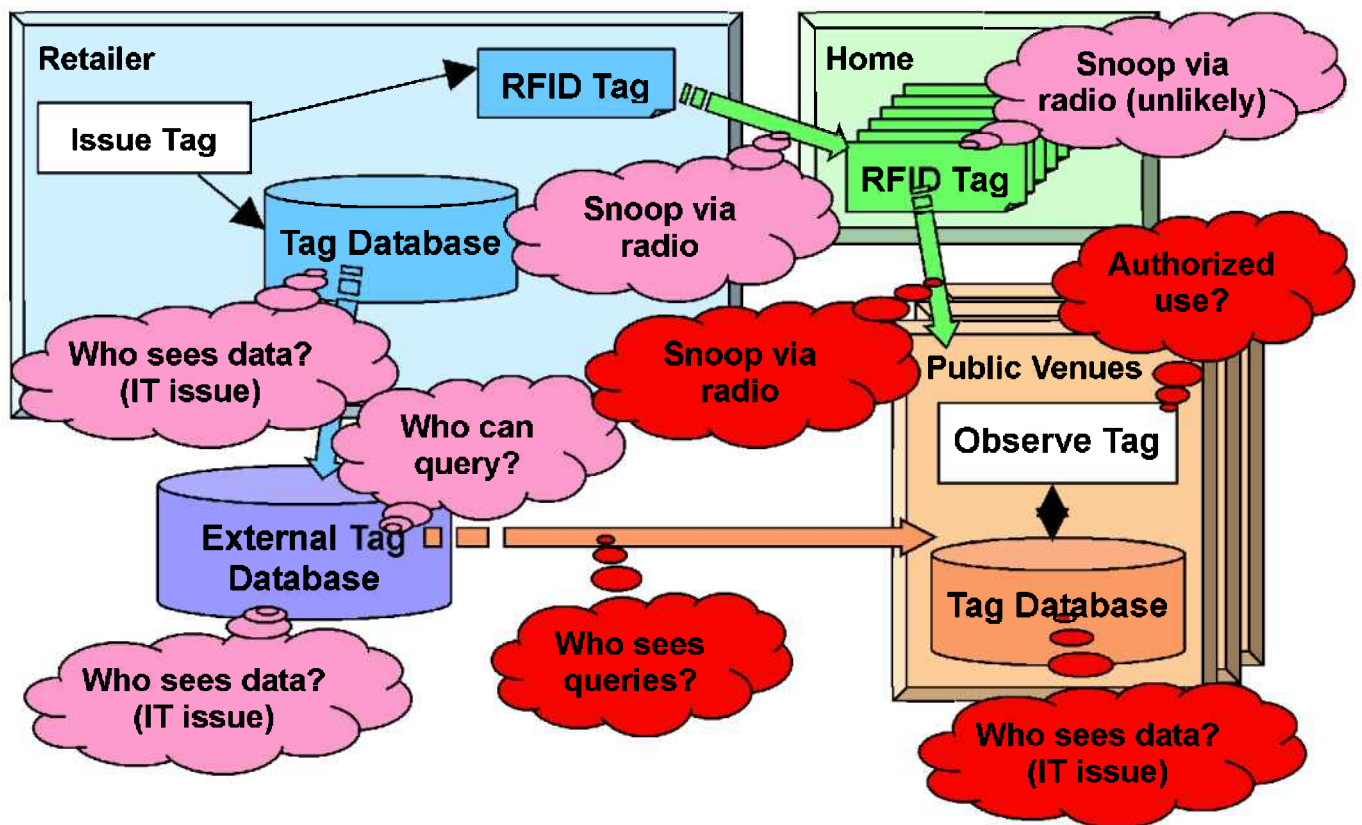 Retailer
RFID Tag
Issue Tag
Tag Database
Home
Snoop via
radio (unlikely)
RFID Tag
Snoop via
radio
Authorized
use?
Who sees data?
(IT issue)
Snoop via
radio
Public Venues
Who can
query?
Observe Tag
External Tag
Database
Tag Database
Who sees
queries?
Who sees data?
(IT issue)
Who sees data?
(IT issue)